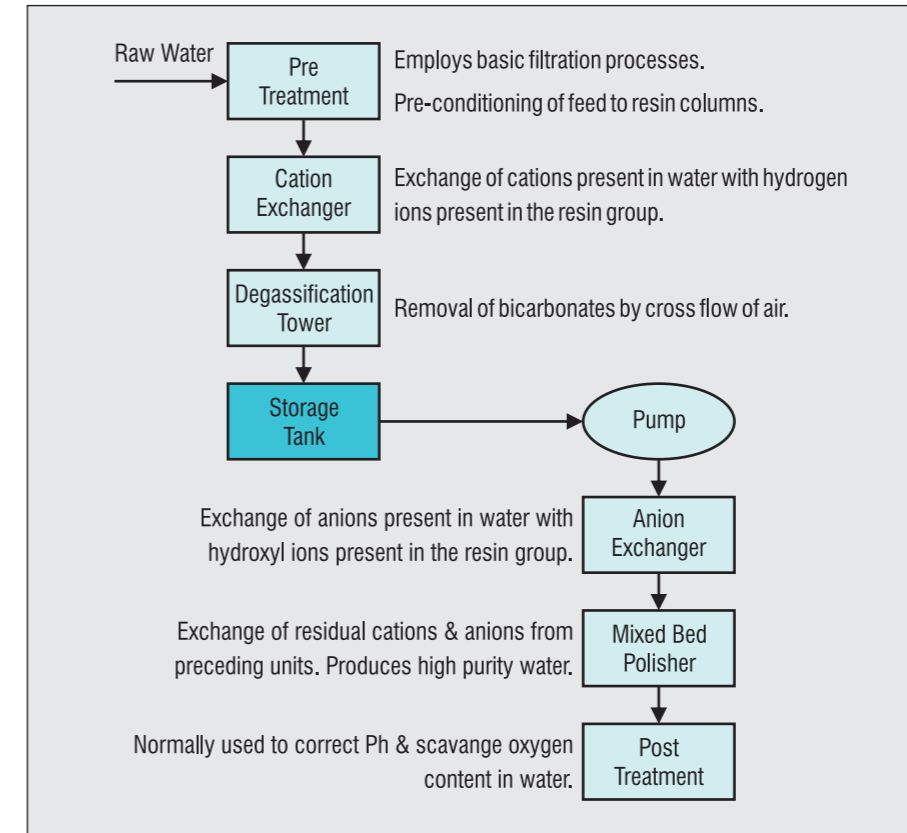 Raw Water
Pre
Treatment
Employs basic filtration processes.
Pre-conditioning of feed to resin columns.
Cation
Exchanger
Exchange of cations present in water with hydrogen
ions present in the resin group.
Degassification
Tower
Removal of bicarbonates by cross flow of air.
Storage
Tank
Pump
Exchange of anions present in water with
hydroxyl ions present in the resin group.
Anion
Exchanger
Exchange of residual cations & anions from
preceding units. Produces high purity water.
Mixed Bed
Polisher
Normally used to correct Ph & scavange oxygen
content in water.
Post
Treatment